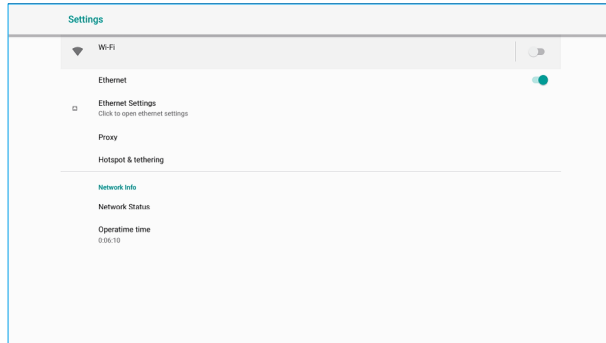 Settings
Wi-Fi
Ethernet
Ethernet Settings
Click to open ethernet settings
Proxy
Hotspot & tethering
Network Info
Network Status
Operatime time
0:06:10